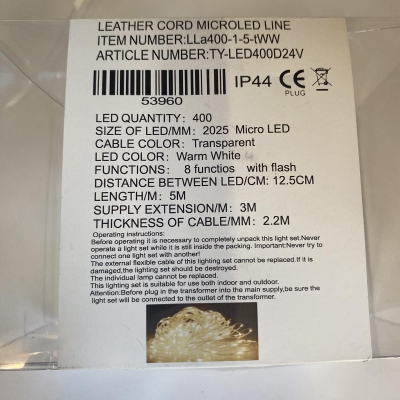 LEATHER CORD MICROLED LINE
ITEM NUMBER:LLa400-1-5-tWW
ARTICLE NUMBER:TY-LED400D24V
IP44 CE
PLUG
53960
LED QUANTITY: 400
SIZE OF LED/MM: 2025 Micro LED
CABLE COLOR: Transparent
LED COLOR: Warm White
FUNCTIONS: 8 functios with flash
DISTANCE BETWEEN LED/CM: 12.5CM
LENGTH/M: 5M
SUPPLY EXTENSION/M: 3M
THICKNESS OF CABLE/MM: 2.2M
Operating instructions:
Before operating it is necessary to completely unpack this light set.Never
operate a light set while it is still inside the packing. Important:Never try to
connect one light set with another!
The external flexible cable of this lighting set cannot be replaced.If it is
damaged,the lighting set should be destroyed.
The individual lamp cannot be replaced.
This lighting set is suitable for use both indoor and outdoor.
Attention:Before plug in the transformer into the main supply,be sure the
light set will be connected to the outlet of the transformer.